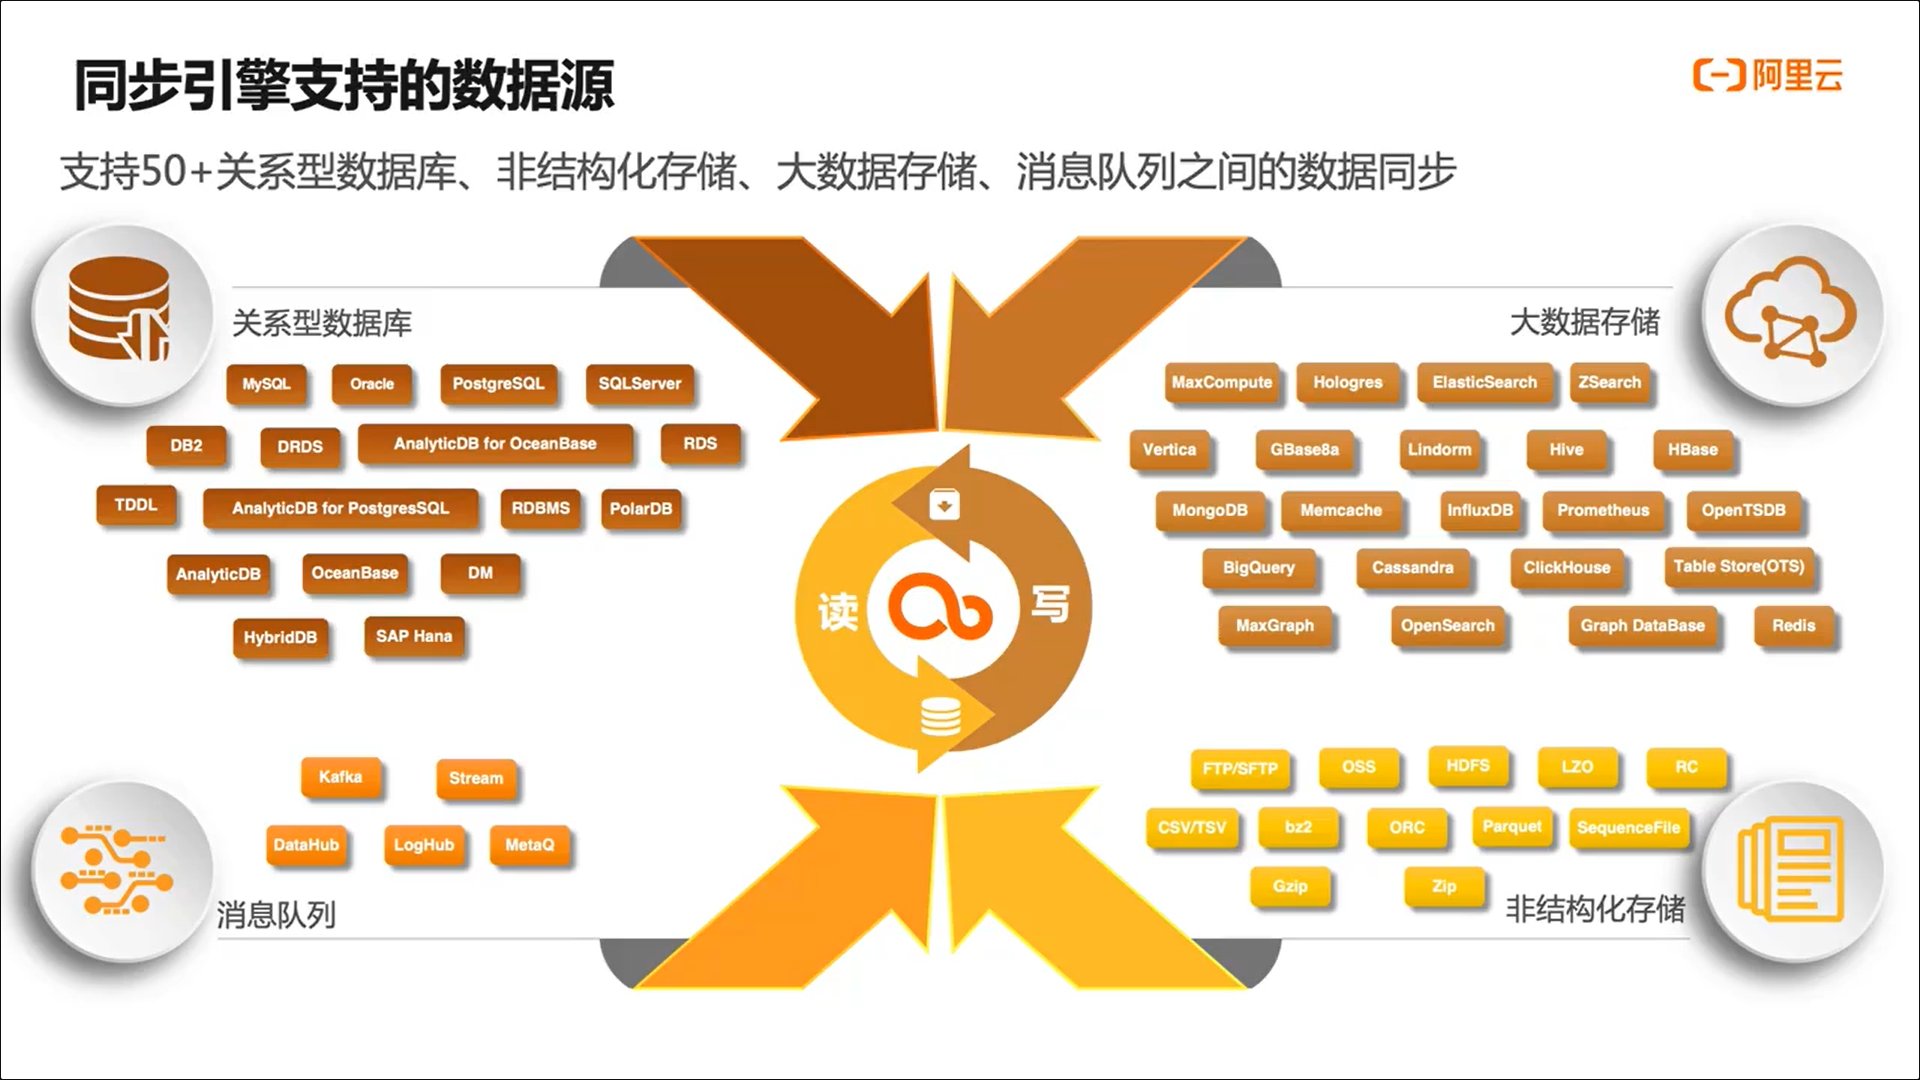 同步引擎支持的数据源
阿里云
支持50+关系型数据库、非结构化存储、大数据存储、消息队列之间的数据同步
关系型数据库
MySQL Oracle PostgreSQL SQLServer
DB2 DRDS AnalyticDB for OceanBase RDS
TDDL AnalyticDB for PostgresSQL RDBMS PolarDB
AnalyticDB OceanBase DM
HybridDB SAP Hana
大数据存储
MaxCompute Hologres ElasticSearch ZSearch
Vertica GBase8a Lindorm Hive HBase
MongoDB Memcache InfluxDB Prometheus OpenTSDB
BigQuery Cassandra ClickHouse Table Store(OTS)
MaxGraph OpenSearch Graph DataBase Redis
读
写
Kafka Stream
DataHub LogHub MetaQ
消息队列
FTP/SFTP OSS HDFS LZO RC
CSV/TSV bz2 ORC Parquet SequenceFile
Gzip Zip
非结构化存储